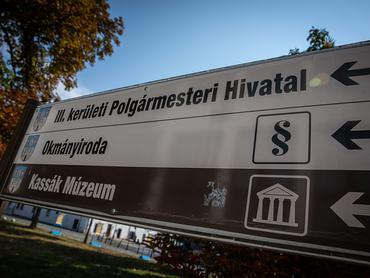 III. kerületi Polgármesteri Hivatal
Okmányiroda
§
Kassák Múzeum